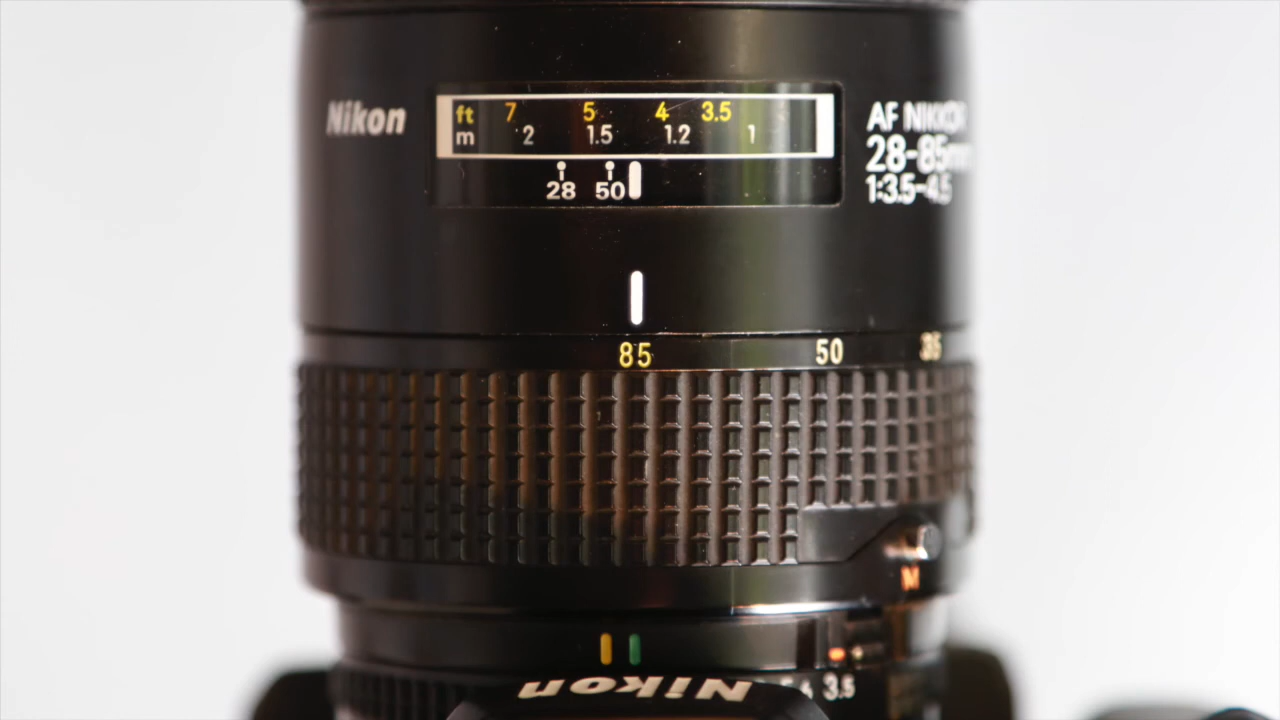 Nikon
ft 7 5 4 3.5
m 2 1.5 1.2 1
28 50
AF NIKKOR
28-85mm
1:3.5-4.5
85 50 35
M
Nikon
4 3.5